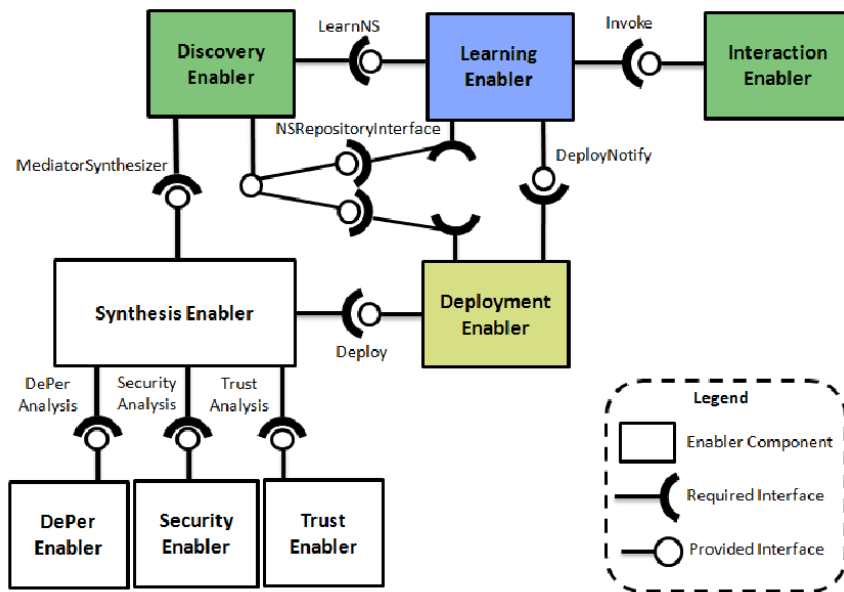 LearnNS
Invoke
Discovery
Enabler
Learning
Enabler
Interaction
Enabler
NSRepositoryInterface
MediatorSynthesizer
DeployNotify
Synthesis Enabler
Deployment
Enabler
Deploy
DePer
Analysis
Security
Analysis
Trust
Analysis
DePer
Enabler
Security
Enabler
Trust
Enabler
Legend
Enabler Component
Required Interface
Provided Interface